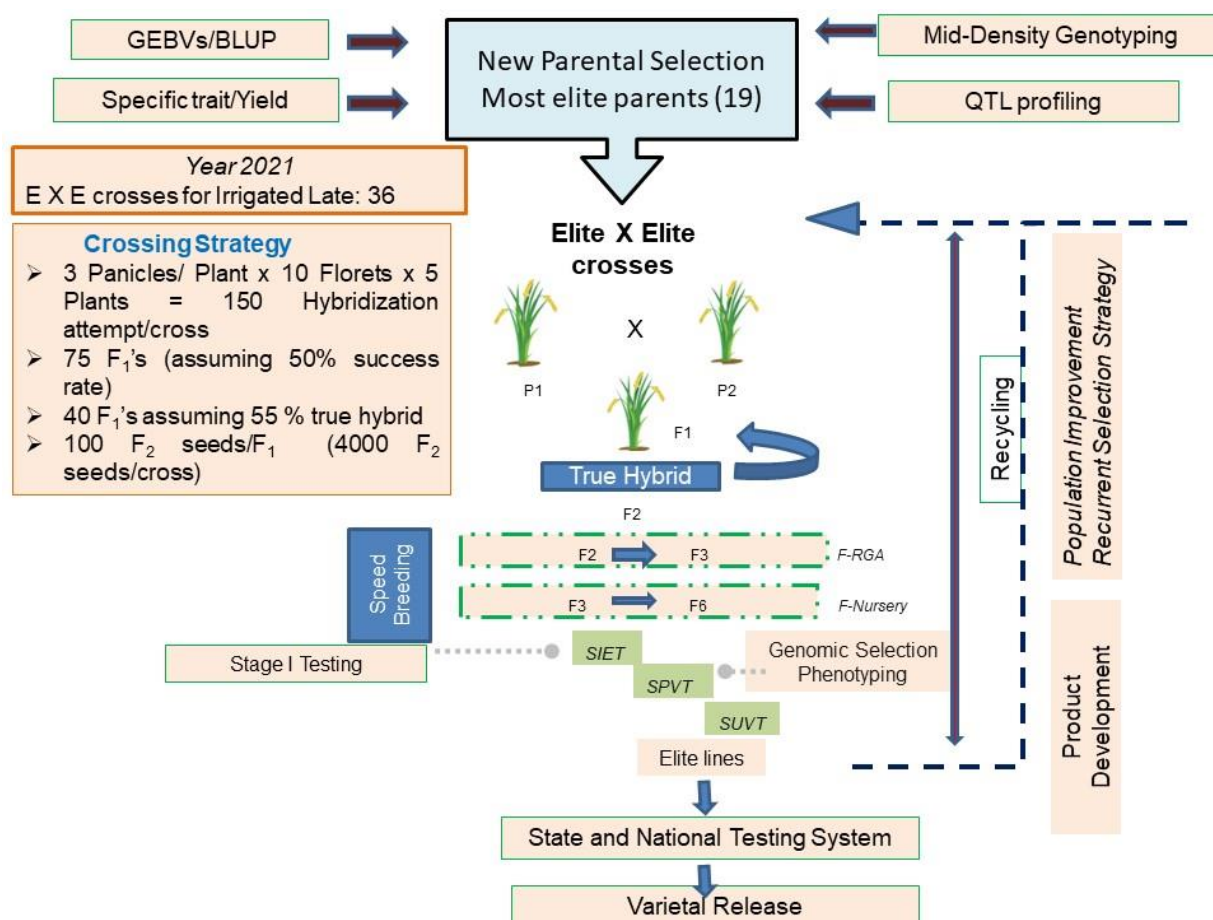 GEBVs/BLUP
Specific trait/Yield
New Parental Selection
Most elite parents (19)
Mid-Density Genotyping
QTL profiling
Year 2021
E X E crosses for Irrigated Late: 36
Crossing Strategy
➢ 3 Panicles/ Plant x 10 Florets x 5
Plants = 150 Hybridization
attempt/cross
➢ 75 F₁'s (assuming 50% success
rate)
➢ 40 F₁'s assuming 55 % true hybrid
➢ 100 F₂ seeds/F₁ (4000 F₂
seeds/cross)
Elite X Elite
crosses
X
P1
P2
F1
True Hybrid
F2
F2
F3
F-RGA
F3
F6
F-Nursery
Speed
Breeding
Stage I Testing
SIET
SPVT
SUVT
Genomic Selection
Phenotyping
Elite lines
State and National Testing System
Varietal Release
Recycling
Population Improvement
Recurrent Selection Strategy
Product
Development